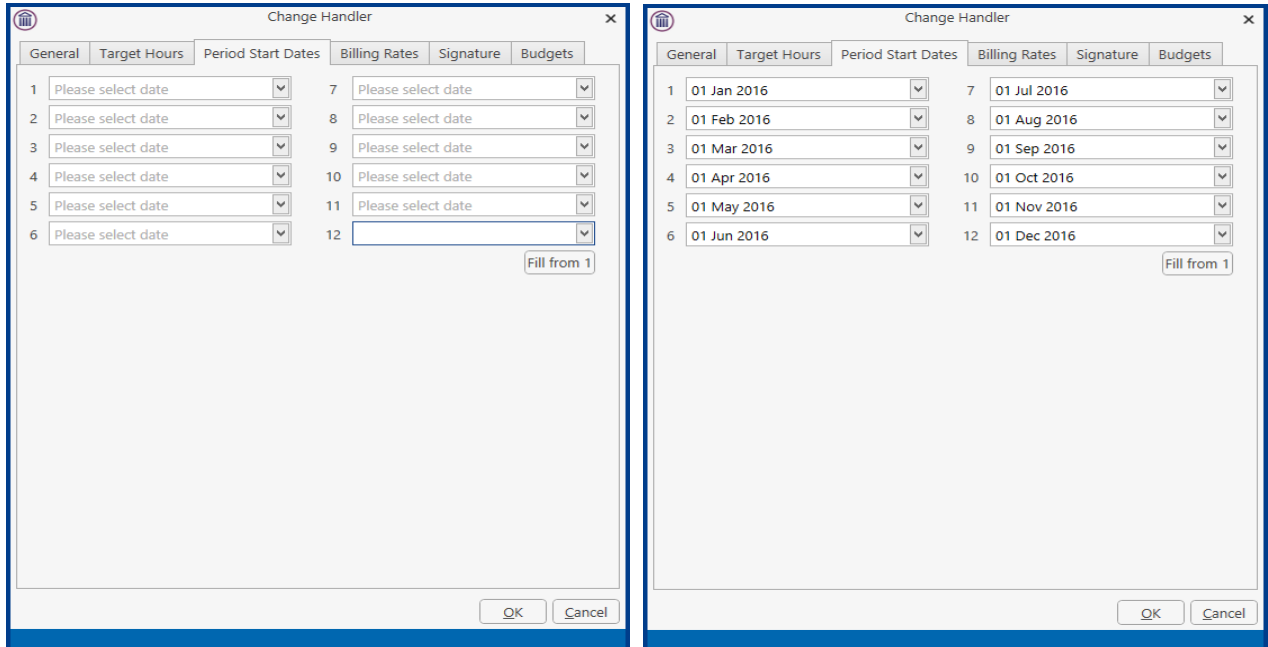 Change Handler
General Target Hours Period Start Dates Billing Rates Signature Budgets
1 Please select date 7 Please select date
2 Please select date 8 Please select date
3 Please select date 9 Please select date
4 Please select date 10 Please select date
5 Please select date 11 Please select date
6 Please select date 12
Fill from 1
OK Cancel
Change Handler
General Target Hours Period Start Dates Billing Rates Signature Budgets
1 01 Jan 2016 7 01 Jul 2016
2 01 Feb 2016 8 01 Aug 2016
3 01 Mar 2016 9 01 Sep 2016
4 01 Apr 2016 10 01 Oct 2016
5 01 May 2016 11 01 Nov 2016
6 01 Jun 2016 12 01 Dec 2016
Fill from 1
OK Cancel